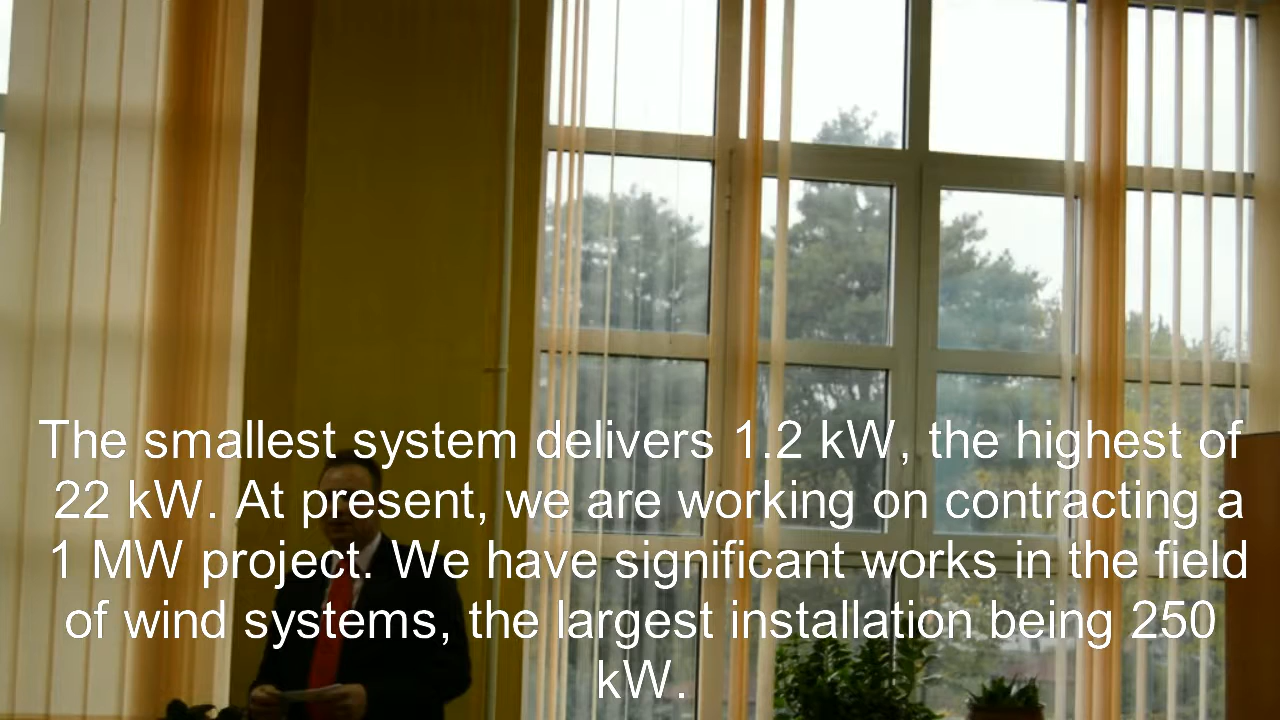 The smallest system delivers 1.2 kW, the highest of
22 kW. At present, we are working on contracting a
1 MW project. We have significant works in the field
of wind systems, the largest installation being 250
kW.